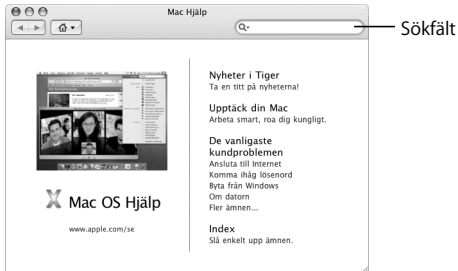 Mac Hjälp
Sökfält
Nyheter i Tiger
Ta en titt på nyheterna!
Upptäck din Mac
Arbeta smart, roa dig kungligt.
De vanligaste
kundproblemen
Ansluta till Internet
Komma ihåg lösenord
Byta från Windows
Om datorn
Fler ämnen...
Index
Slå enkelt upp ämnen.
Mac OS Hjälp
www.apple.com/se